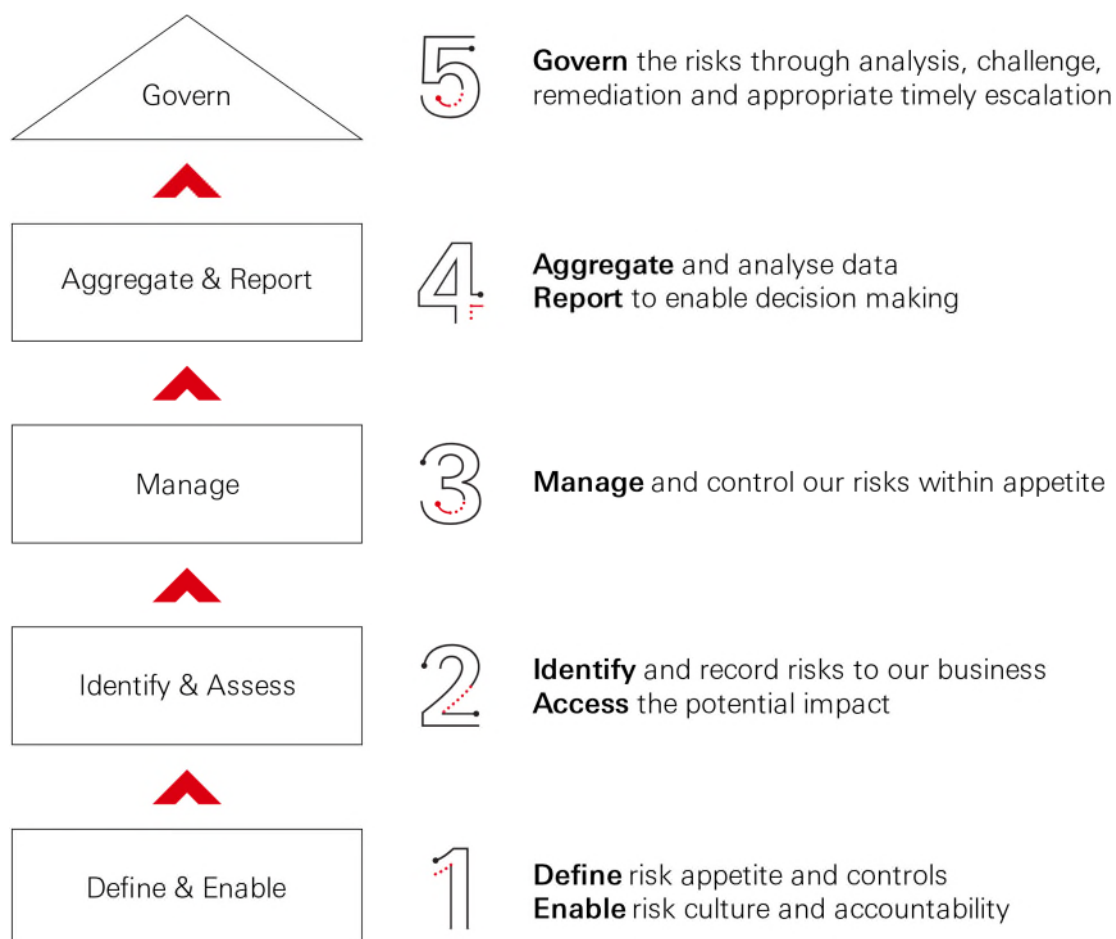 Govern
5
Govern the risks through analysis, challenge,
remediation and appropriate timely escalation
Aggregate & Report
4
Aggregate and analyse data
Report to enable decision making
Manage
3
Manage and control our risks within appetite
Identify & Assess
2
Identify and record risks to our business
Access the potential impact
Define & Enable
1
Define risk appetite and controls
Enable risk culture and accountability